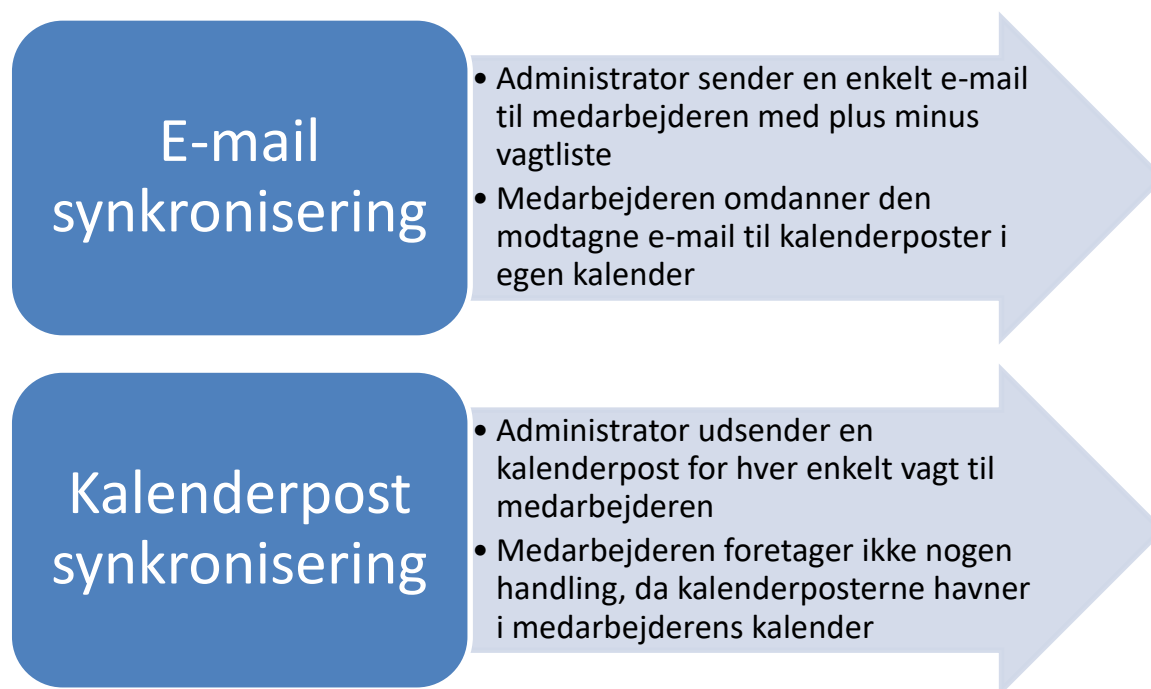 E-mail
synkronisering
• Administrator sender en enkelt e-mail
til medarbejderen med plus minus
vagtliste
• Medarbejderen omdanner den
modtagne e-mail til kalenderposter i
egen kalender
Kalenderpost
synkronisering
• Administrator udsender en
kalenderpost for hver enkelt vagt til
medarbejderen
• Medarbejderen foretager ikke nogen
handling, da kalenderposterne havner
i medarbejderens kalender